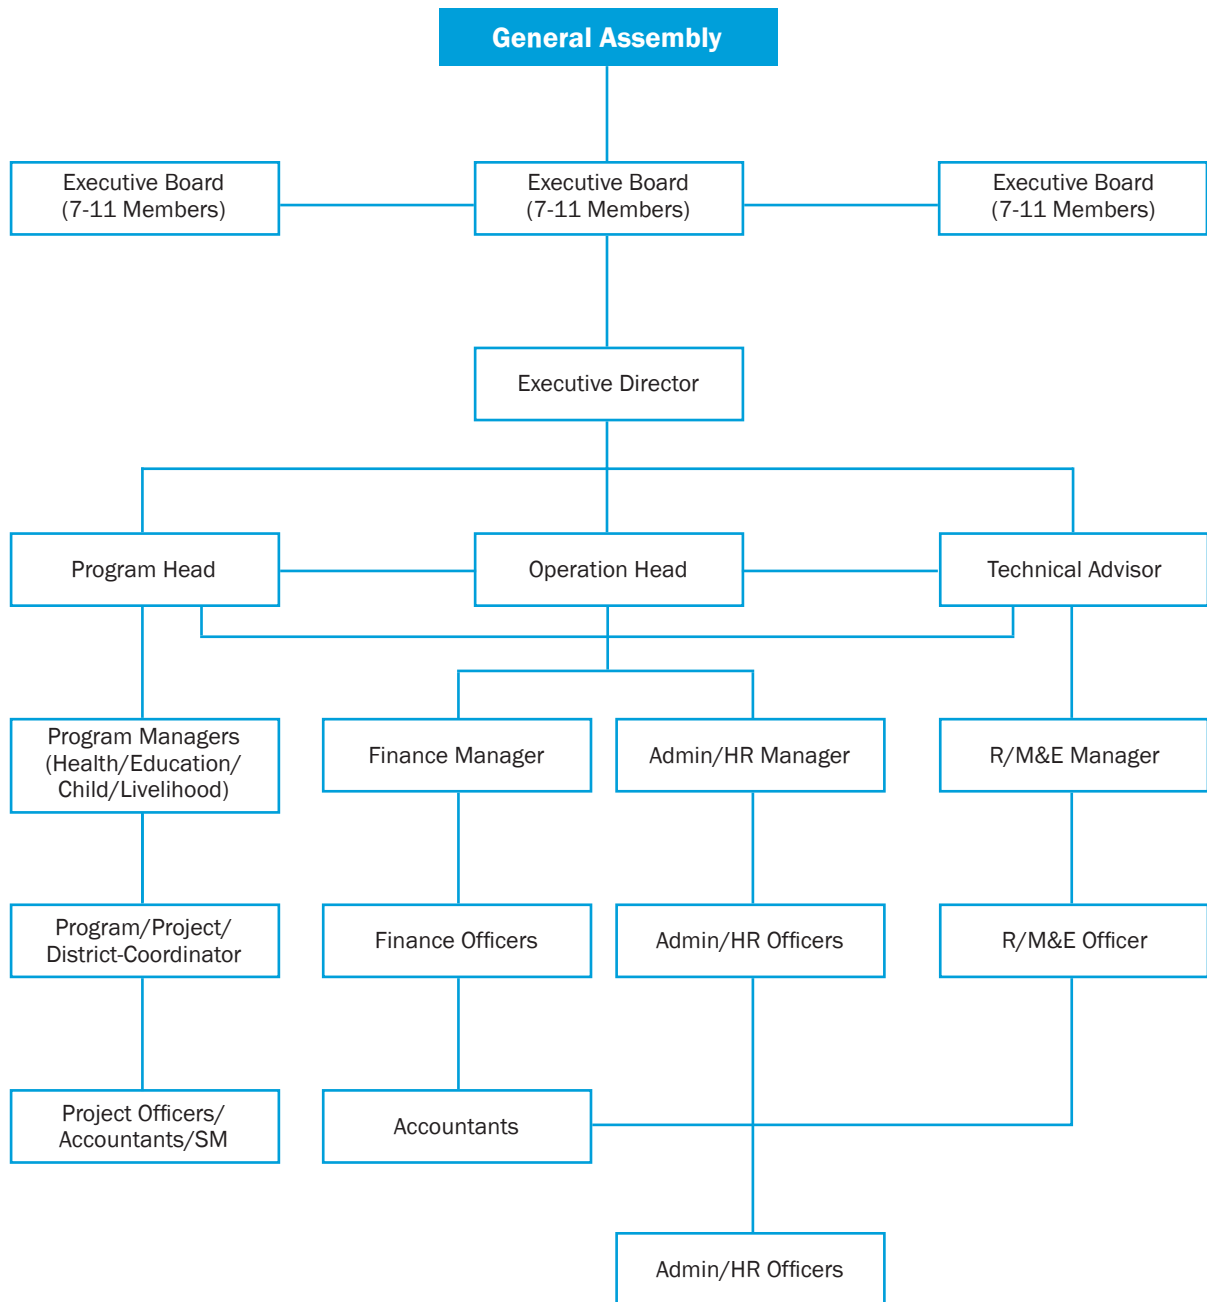 General Assembly
Executive Board
(7-11 Members)
Executive Board
(7-11 Members)
Executive Board
(7-11 Members)
Executive Director
Program Head
Operation Head
Technical Advisor
Program Managers
(Health/Education/
Child/Livelihood)
Finance Manager
Admin/HR Manager
R/M&E Manager
Program/Project/
District-Coordinator
Finance Officers
Admin/HR Officers
R/M&E Officer
Project Officers/
Accountants/SM
Accountants
Admin/HR Officers